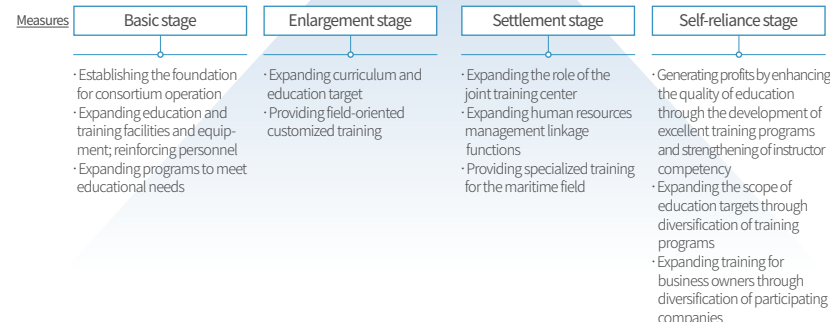 Measures
Basic stage
Enlargement stage
Settlement stage
Self-reliance stage
· Establishing the foundation
for consortium operation
· Expanding education and
training facilities and equip-
ment; reinforcing personnel
· Expanding programs to meet
educational needs
· Expanding curriculum and
education target
· Providing field-oriented
customized training
· Expanding the role of the
joint training center
· Expanding human resources
management linkage
functions
· Providing specialized training
for the maritime field
· Generating profits by enhancing
the quality of education
through the development of
excellent training programs
and strengthening of instructor
competency
· Expanding the scope of
education targets through
diversification of training
programs
· Expanding training for
business owners through
diversification of participating
companies